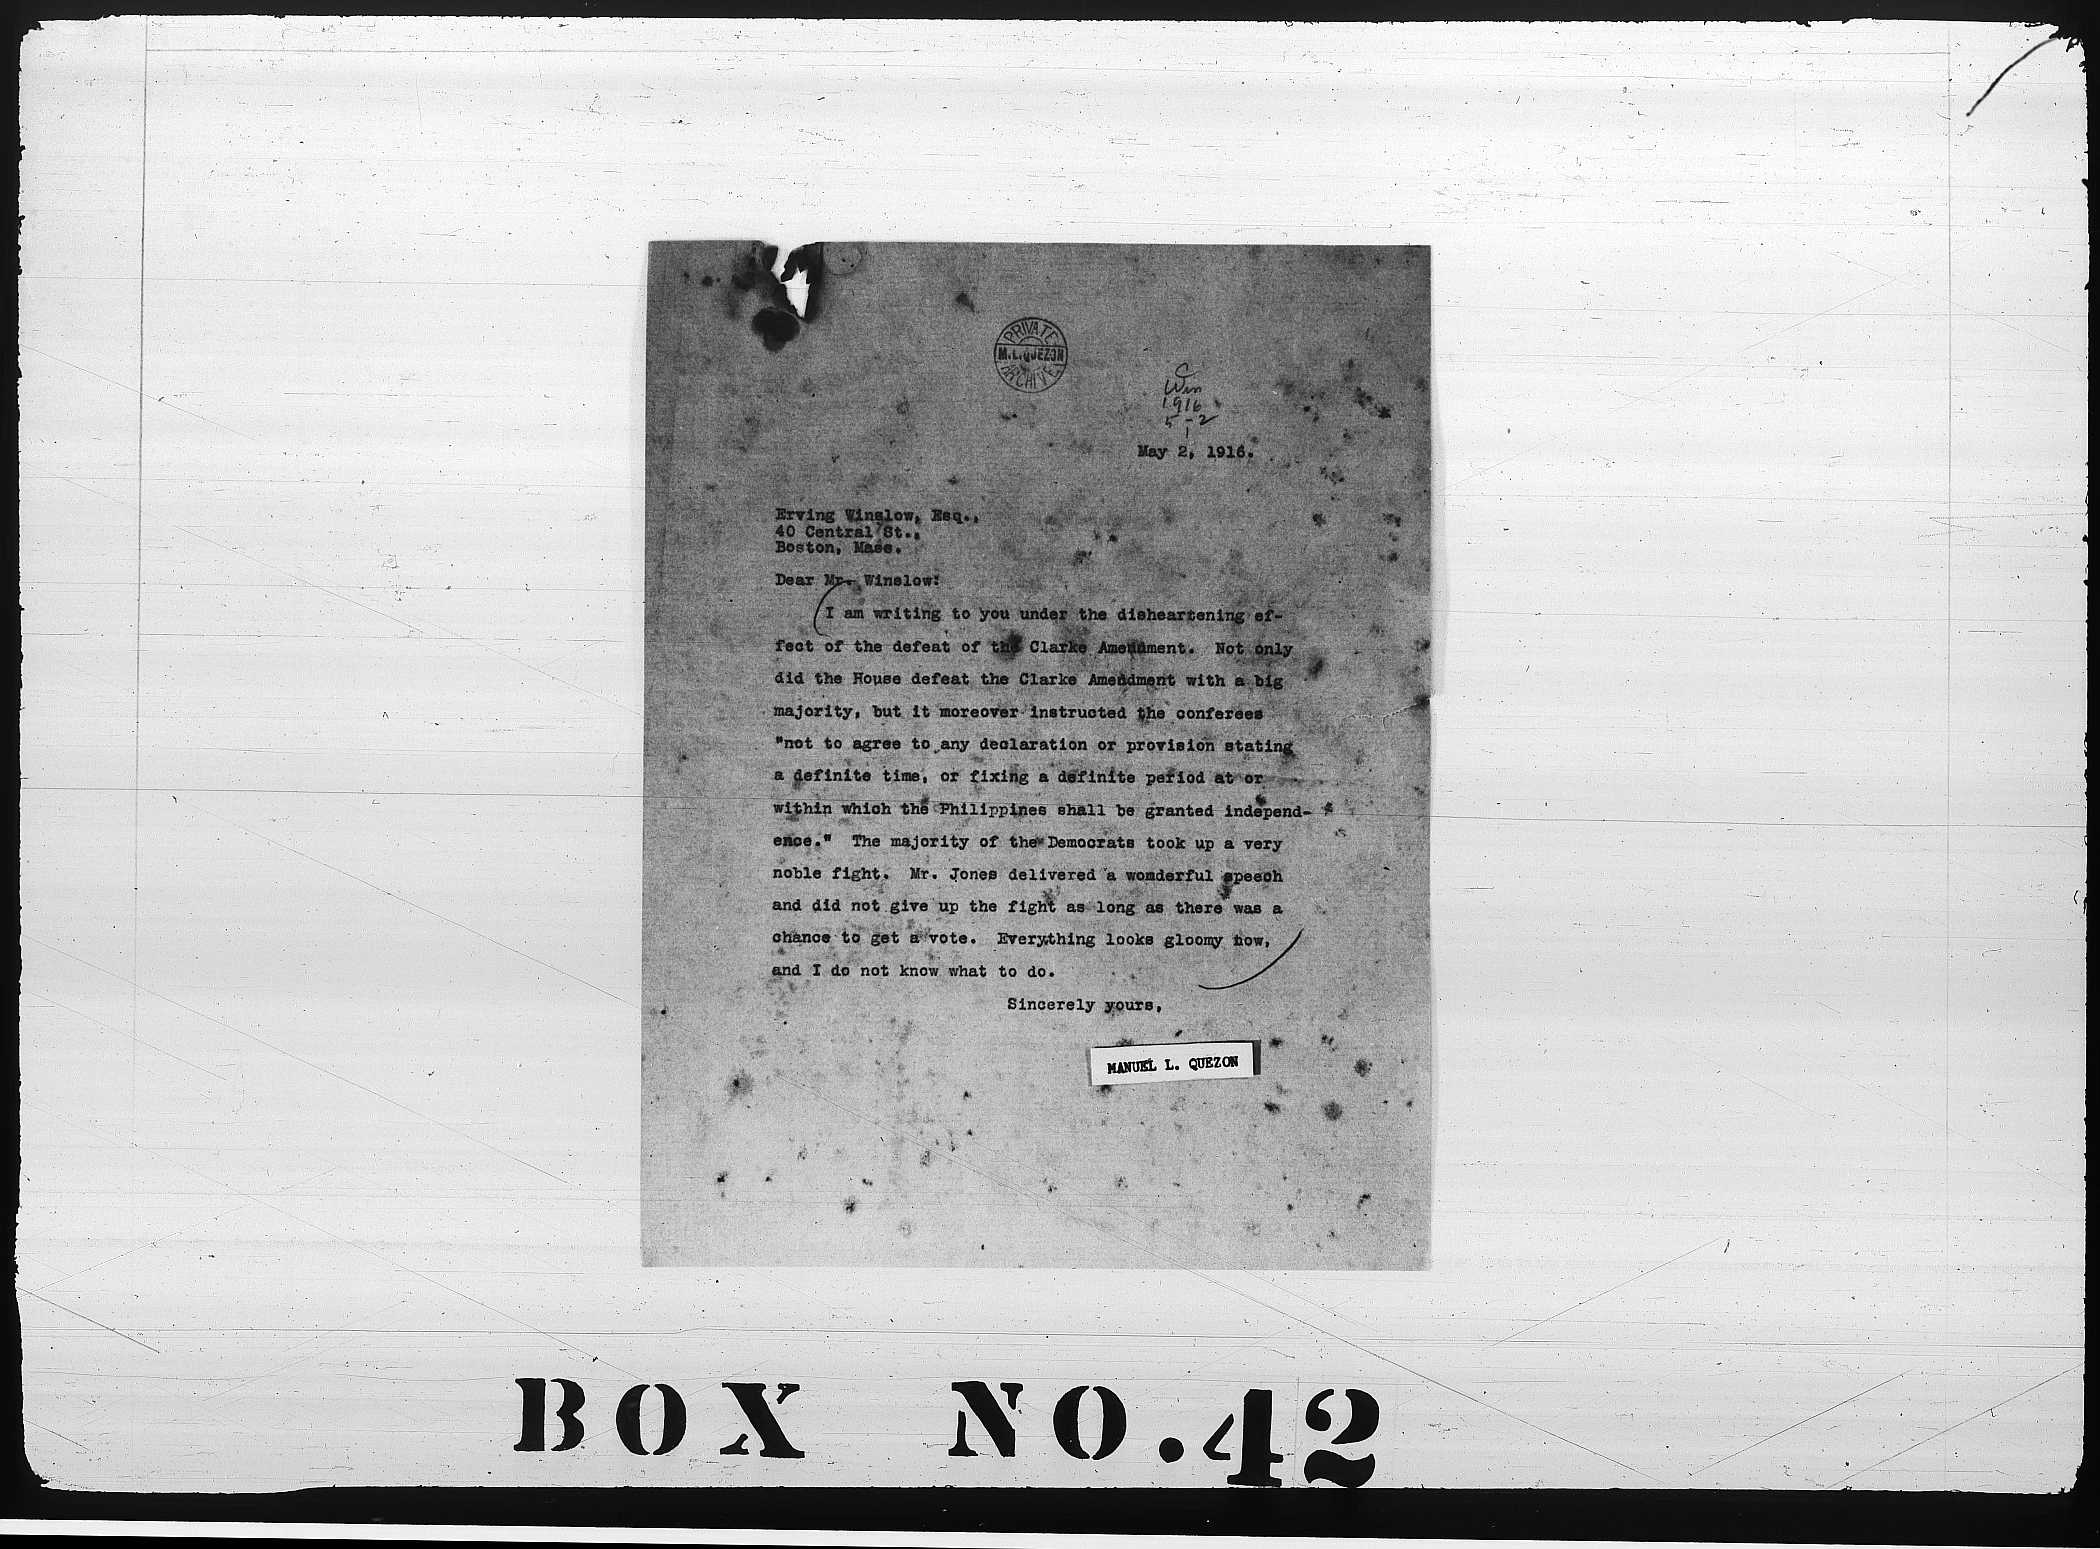 PRIVATE
M. L. QUEZON
ARCHIVE
C
Win
1916
5-2
1
May 2, 1916.
Erving Winslow, Esq.,
40 Central St.,
Boston, Mass.
Dear Mr. Winslow:
I am writing to you under the disheartening ef-
fect of the defeat of the Clarke Amendment. Not only
did the House defeat the Clarke Amendment with a big
majority, but it moreover instructed the conferees
"not to agree to any declaration or provision stating
a definite time, or fixing a definite period at or
within which the Philippines shall be granted independ-
ence." The majority of the Democrats took up a very
noble fight. Mr. Jones delivered a womderful speech
and did not give up the fight as long as there was a
chance to get a vote. Everything looks gloomy now,
and I do not know what to do.
Sincerely yours,
MANUEL L. QUEZON
BOX NO. 42